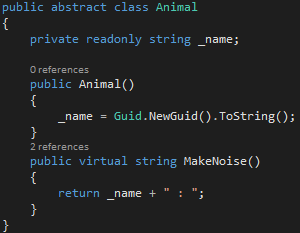 public abstract class Animal
{
    private readonly string _name;

    0 references
    public Animal()
    {
        _name = Guid.NewGuid().ToString();
    }
    2 references
    public virtual string MakeNoise()
    {
        return _name + " : ";
    }
}